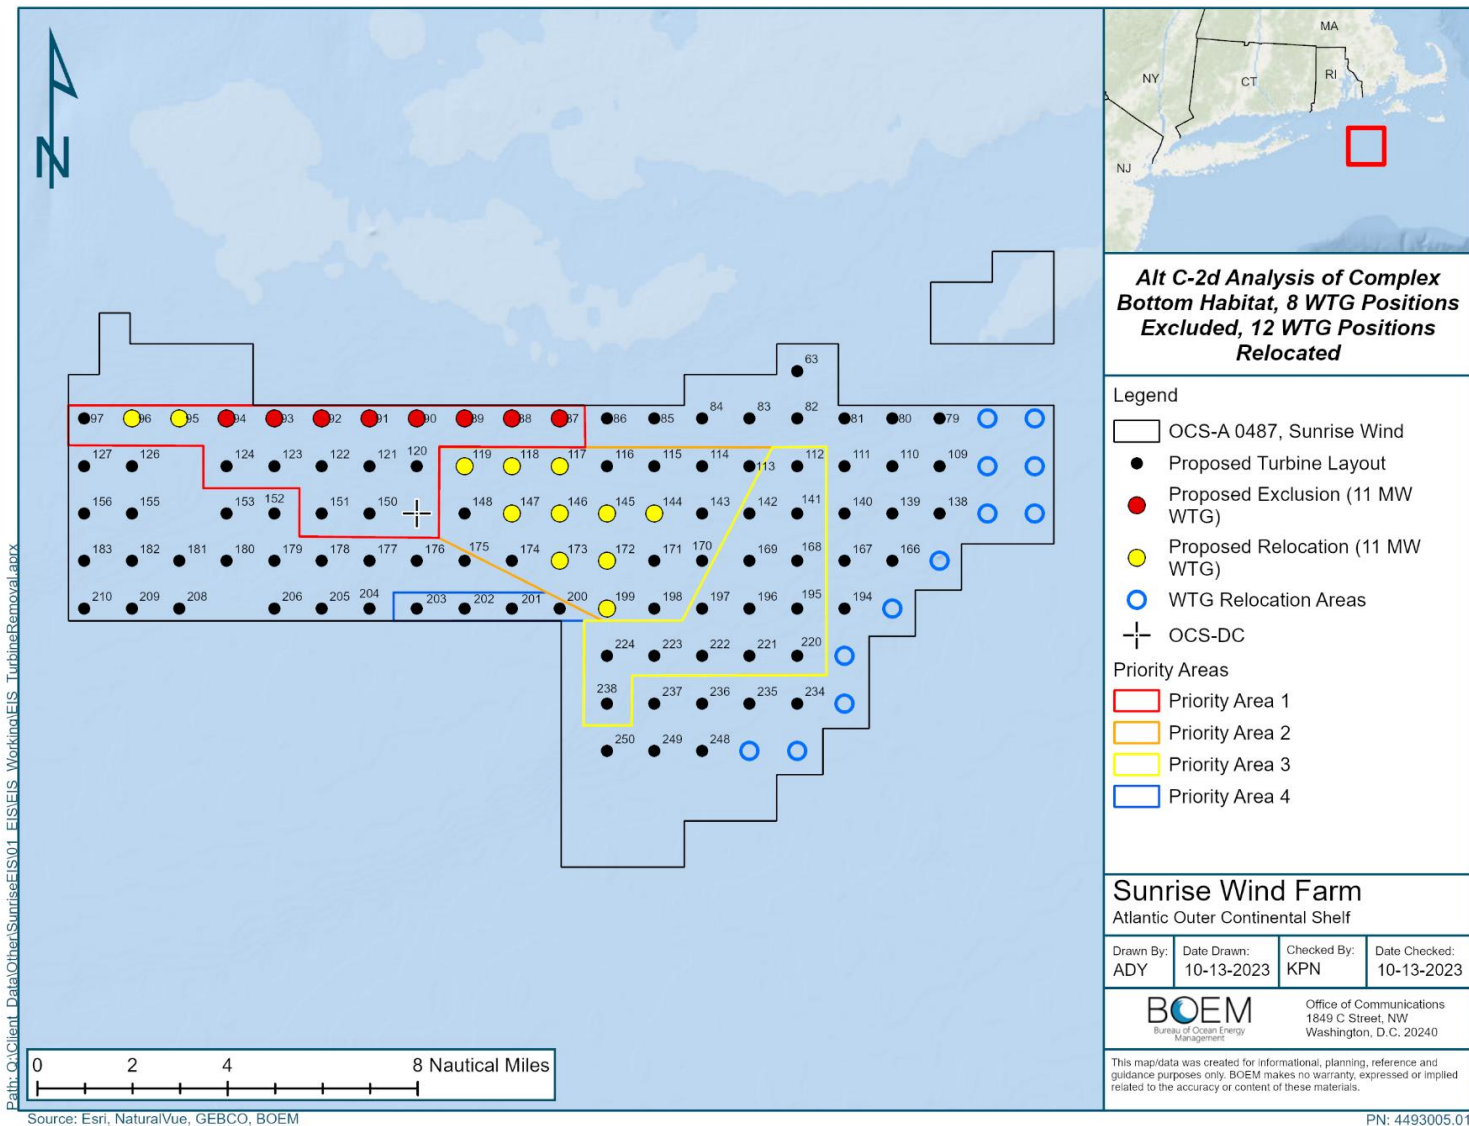 N
MA
NY
CT
RI
NJ
Alt C-2d Analysis of Complex
Bottom Habitat, 8 WTG Positions
Excluded, 12 WTG Positions
Relocated
Legend
OCS-A 0487, Sunrise Wind
Proposed Turbine Layout
Proposed Exclusion (11 MW
WTG)
Proposed Relocation (11 MW
WTG)
WTG Relocation Areas
OCS-DC
Priority Areas
Priority Area 1
Priority Area 2
Priority Area 3
Priority Area 4
63
97 96 95 94 93 92 91 90 89 88 87 86 85 84 83 82 81 80 79
127 126 124 123 122 121 120 119 118 117 116 115 114 113 112 111 110 109
156 155 153 152 151 150 148 147 146 145 144 143 142 141 140 139 138
183 182 181 180 179 178 177 176 175 174 173 172 171 170 169 168 167 166
210 209 208 206 205 204 203 202 201 200 199 198 197 196 195 194
224 223 222 221 220
238 237 236 235 234
250 249 248
0 2 4 8 Nautical Miles
Sunrise Wind Farm
Atlantic Outer Continental Shelf
Drawn By: Date Drawn: Checked By: Date Checked:
ADY 10-13-2023 KPN 10-13-2023
BOEM
Bureau of Ocean Energy
Management
Office of Communications
1849 C Street, NW
Washington, D.C. 20240
This map/data was created for informational, planning, reference and
guidance purposes only. BOEM makes no warranty, expressed or implied
related to the accuracy or content of these materials.
Path: Q:\Client_Data\Other\SunriseEIS\01_EIS\EIS_Working\EIS_TurbineRemoval.aprx
Source: Esri, NaturalVue, GEBCO, BOEM
PN: 4493005.01